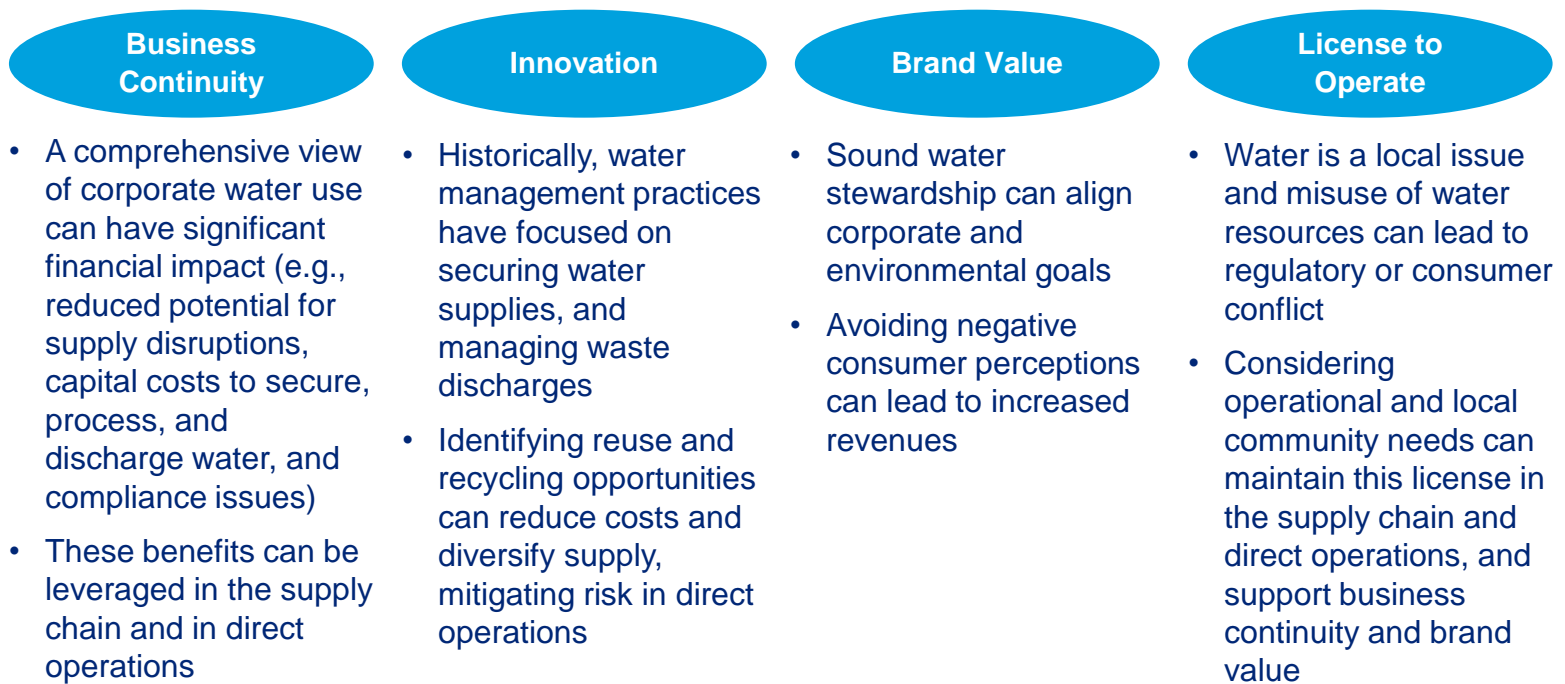 Business
Continuity
• A comprehensive view
of corporate water use
can have significant
financial impact (e.g.,
reduced potential for
supply disruptions,
capital costs to secure,
process, and
discharge water, and
compliance issues)
• These benefits can be
leveraged in the supply
chain and in direct
operations
Innovation
• Historically, water
management practices
have focused on
securing water
supplies, and
managing waste
discharges
• Identifying reuse and
recycling opportunities
can reduce costs and
diversify supply,
mitigating risk in direct
operations
Brand Value
• Sound water
stewardship can align
corporate and
environmental goals
• Avoiding negative
consumer perceptions
can lead to increased
revenues
License to
Operate
• Water is a local issue
and misuse of water
resources can lead to
regulatory or consumer
conflict
• Considering
operational and local
community needs can
maintain this license in
the supply chain and
direct operations, and
support business
continuity and brand
value